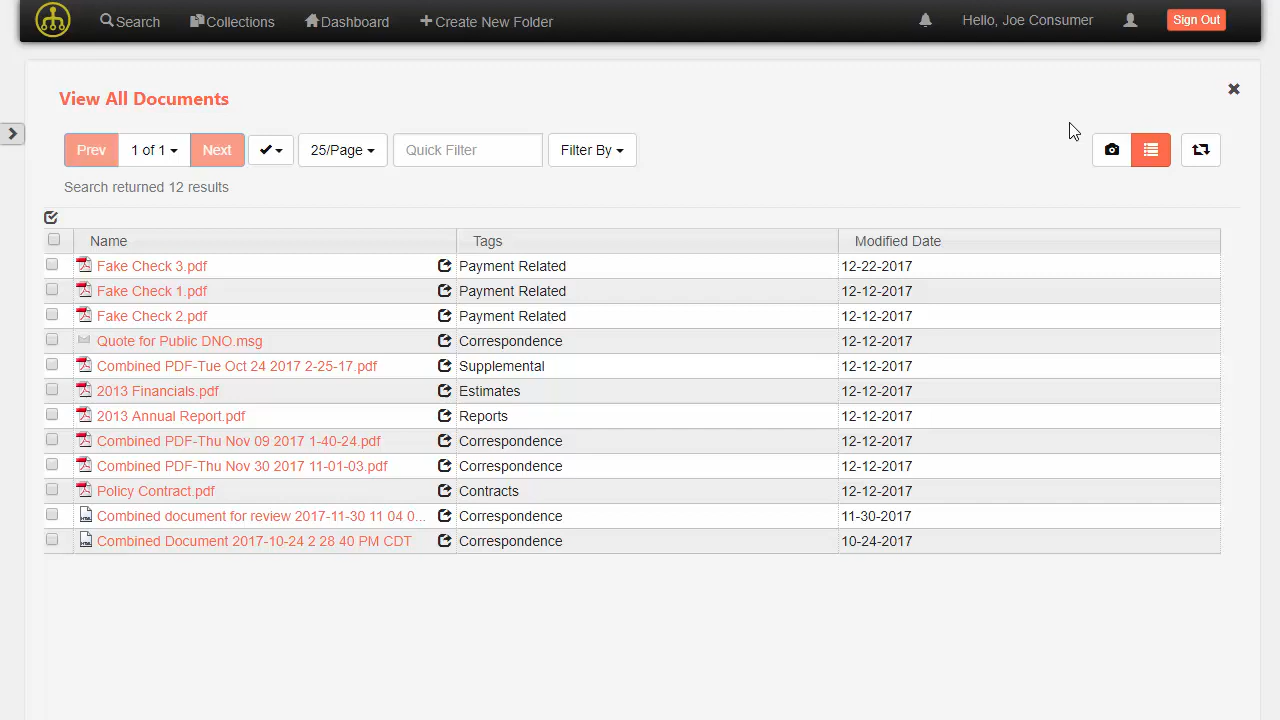 Search Collections Dashboard Create New Folder Hello, Joe Consumer Sign Out
View All Documents
Prev 1 of 1 Next 25/Page Quick Filter Filter By
Search returned 12 results
Name Tags Modified Date
Fake Check 3.pdf Payment Related 12-22-2017
Fake Check 1.pdf Payment Related 12-12-2017
Fake Check 2.pdf Payment Related 12-12-2017
Quote for Public DNO.msg Correspondence 12-12-2017
Combined PDF-Tue Oct 24 2017 2-25-17.pdf Supplemental 12-12-2017
2013 Financials.pdf Estimates 12-12-2017
2013 Annual Report.pdf Reports 12-12-2017
Combined PDF-Thu Nov 09 2017 1-40-24.pdf Correspondence 12-12-2017
Combined PDF-Thu Nov 30 2017 11-01-03.pdf Correspondence 12-12-2017
Policy Contract.pdf Contracts 12-12-2017
Combined document for review 2017-11-30 11 04 0... Correspondence 11-30-2017
Combined Document 2017-10-24 2 28 40 PM CDT Correspondence 10-24-2017